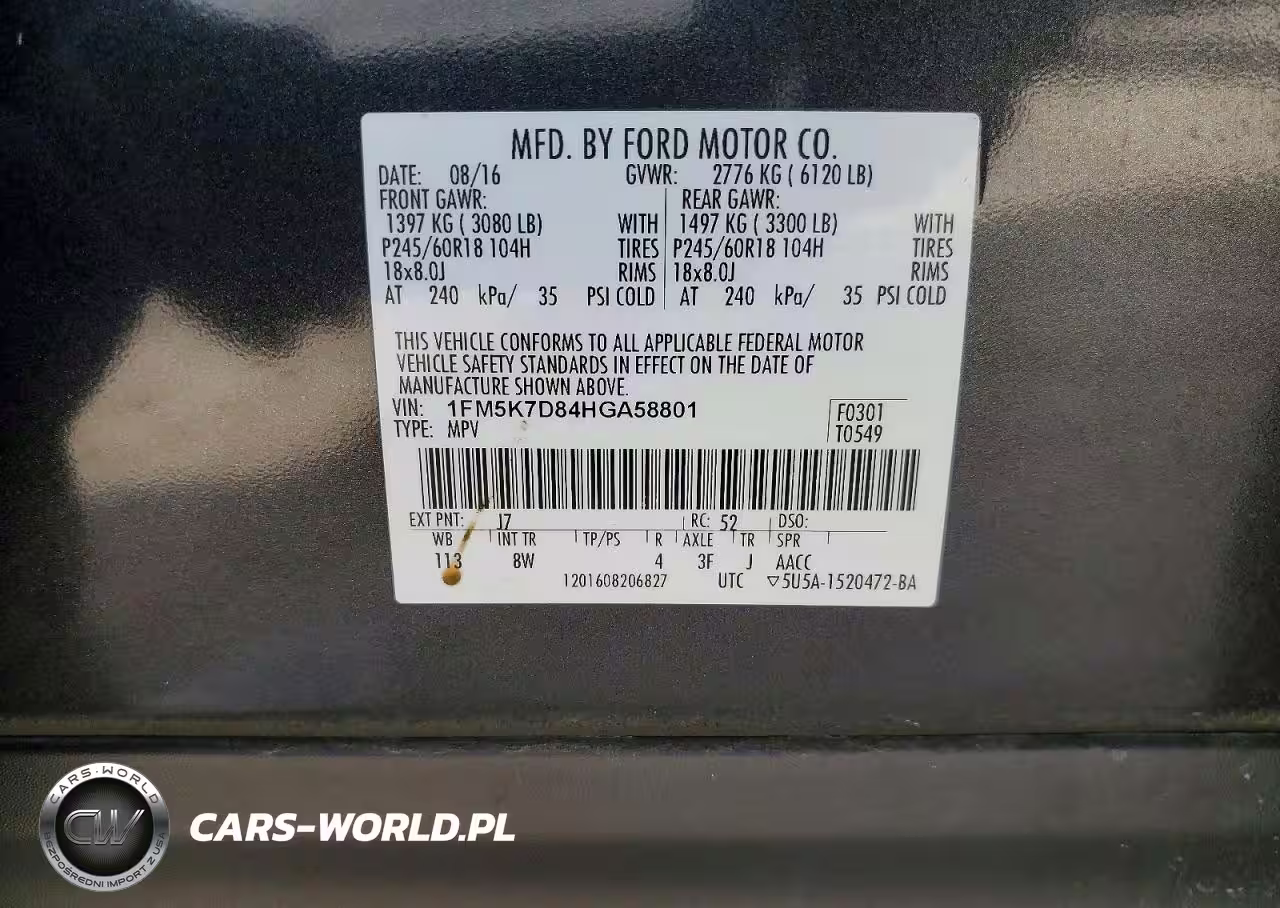 MFD. BY FORD MOTOR CO.
DATE: 08/16 GVWR: 2776 KG ( 6120 LB)
FRONT GAWR: REAR GAWR:
1397 KG ( 3080 LB) WITH 1497 KG ( 3300 LB) WITH
P245/60R18 104H TIRES P245/60R18 104H TIRES
18x8.0J RIMS 18x8.0J RIMS
AT 240 kPa/ 35 PSI COLD AT 240 kPa/ 35 PSI COLD
THIS VEHICLE CONFORMS TO ALL APPLICABLE FEDERAL MOTOR
VEHICLE SAFETY STANDARDS IN EFFECT ON THE DATE OF
MANUFACTURE SHOWN ABOVE.
VIN: 1FM5K7D84HGA58801 F0301
TYPE: MPV T0549
EXT PNT: J7 RC: 52 DSO:
WB INT TR TP/PS R AXLE TR SPR
113 8W 4 3F J AACC
1201608206827 UTC ▽5U5A-1520472-BA
CARS-WORLD
CW
BEZPOŚREDNI IMPORT Z USA
CARS-WORLD.PL